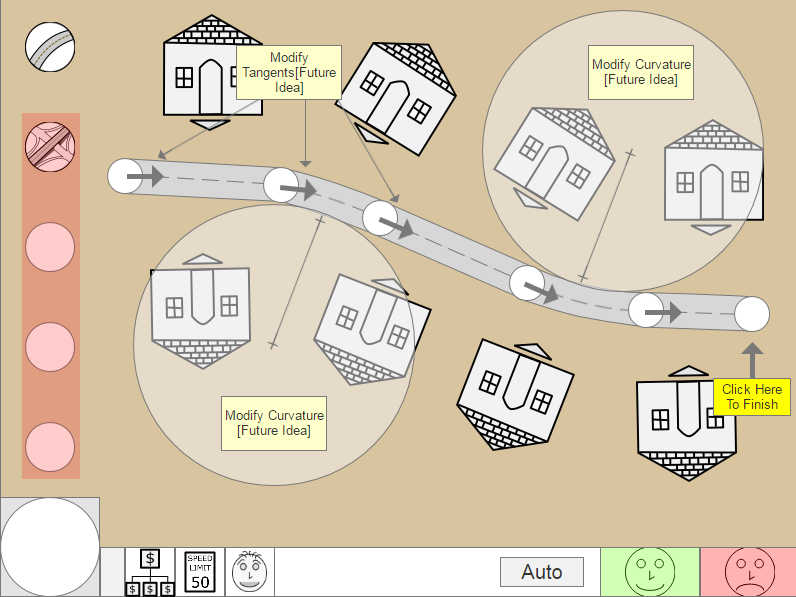 Modify
Tangents[Future
Idea]
Modify Curvature
[Future Idea]
Modify Curvature
[Future Idea]
Click Here
To Finish
$
$ $ $
SPEED
LIMIT
50
Auto